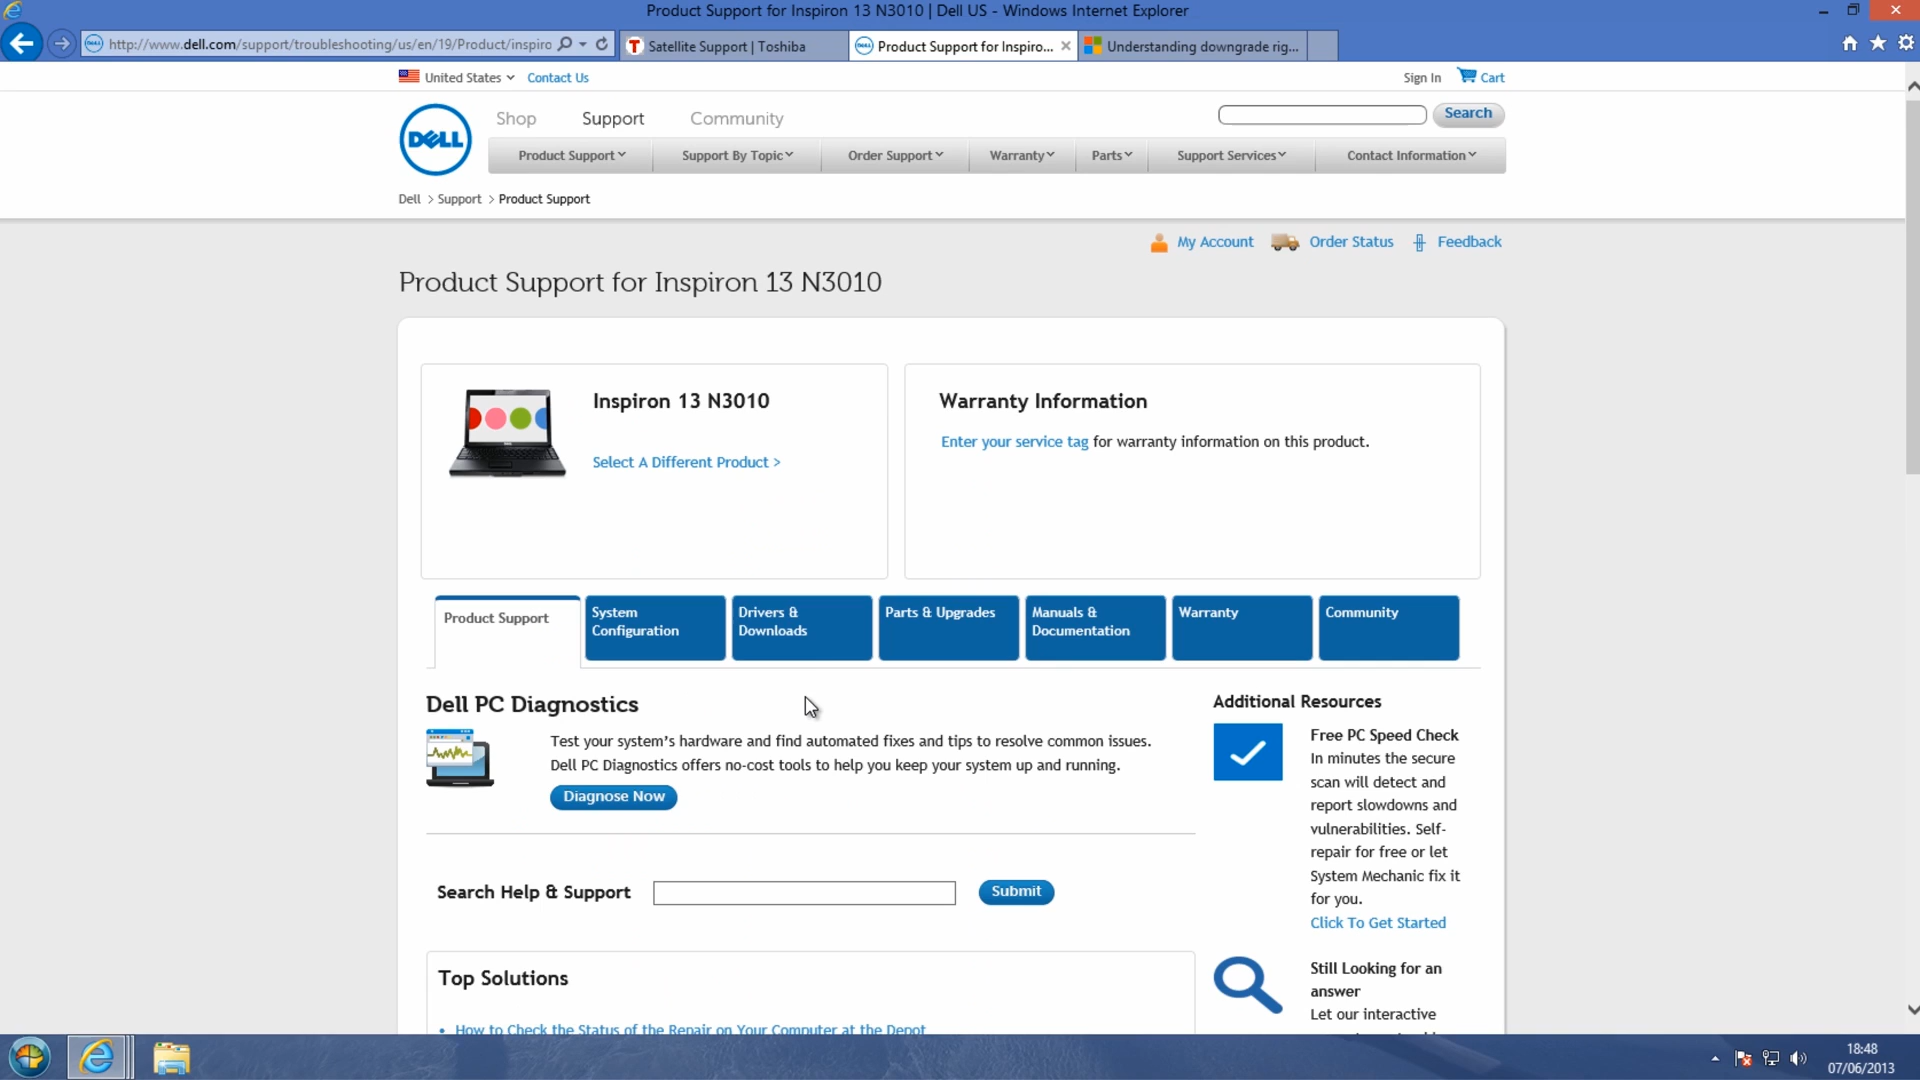 Product Support for Inspiron 13 N3010 | Dell US - Windows Internet Explorer
http://www.dell.com/support/troubleshooting/us/en/19/Product/inspiro
Satellite Support | Toshiba
Product Support for Inspiro...
Understanding downgrade rig...
United States
Contact Us
Sign In
Cart
DELL
Shop
Support
Community
Search
Product Support
Support By Topic
Order Support
Warranty
Parts
Support Services
Contact Information
Dell > Support > Product Support
My Account
Order Status
Feedback
Product Support for Inspiron 13 N3010
Inspiron 13 N3010
Select A Different Product >
Warranty Information
Enter your service tag for warranty information on this product.
Product Support
System
Configuration
Drivers &
Downloads
Parts & Upgrades
Manuals &
Documentation
Warranty
Community
Dell PC Diagnostics
Test your system's hardware and find automated fixes and tips to resolve common issues.
Dell PC Diagnostics offers no-cost tools to help you keep your system up and running.
Diagnose Now
Search Help & Support
Submit
Top Solutions
• How to Check the Status of the Repair on Your Computer at the Depot
Additional Resources
Free PC Speed Check
In minutes the secure
scan will detect and
report slowdowns and
vulnerabilities. Self-
repair for free or let
System Mechanic fix it
for you.
Click To Get Started
Still Looking for an
answer
Let our interactive
18:48
07/06/2013